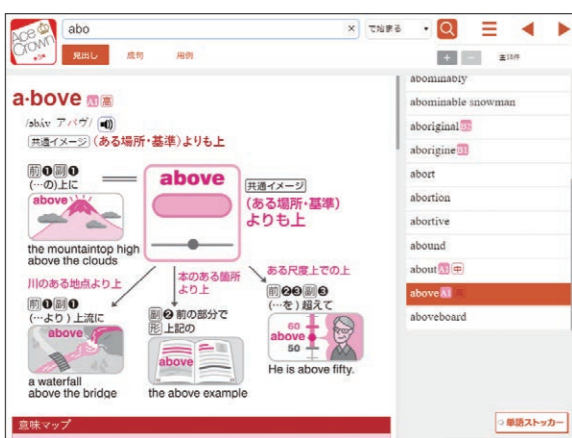 Ace Crown
abo
×
で始まる
見出し
成句
用例
+
−
a·bove A1 高
/əbʌ́v アバヴ/
共通イメージ (ある場所・基準)よりも上
前❶副❶
(…の)上に
above
the mountaintop high
above the clouds
above
共通イメージ
(ある場所・基準)
よりも上
川のある地点より上
本のある箇所
より上
ある尺度上での上
前❶副❶
(…より)上流に
above
a waterfall
above the bridge
副❷前の部分で
形 上記の
above
the above example
前❷❸副❸
(…を)超えて
60
above
50
He is above fifty.
意味マップ
abominably
abominable snowman
aboriginal B2
aborigine B1
abort
abortion
abortive
abound
about A1 中
above A1 高
aboveboard
単語ストッカー